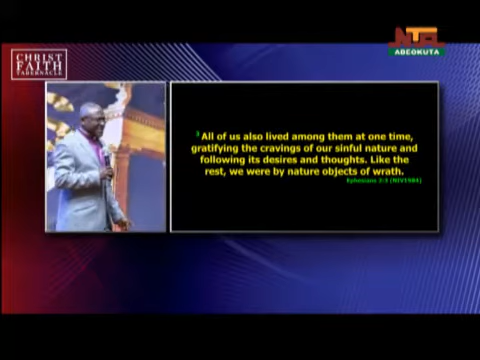 CHRIST
FAITH
TABERNACLE
NTA
ABEOKUTA
3 All of us also lived among them at one time,
gratifying the cravings of our sinful nature and
following its desires and thoughts. Like the
rest, we were by nature objects of wrath.
Ephesians 2:3 (NIV1984)